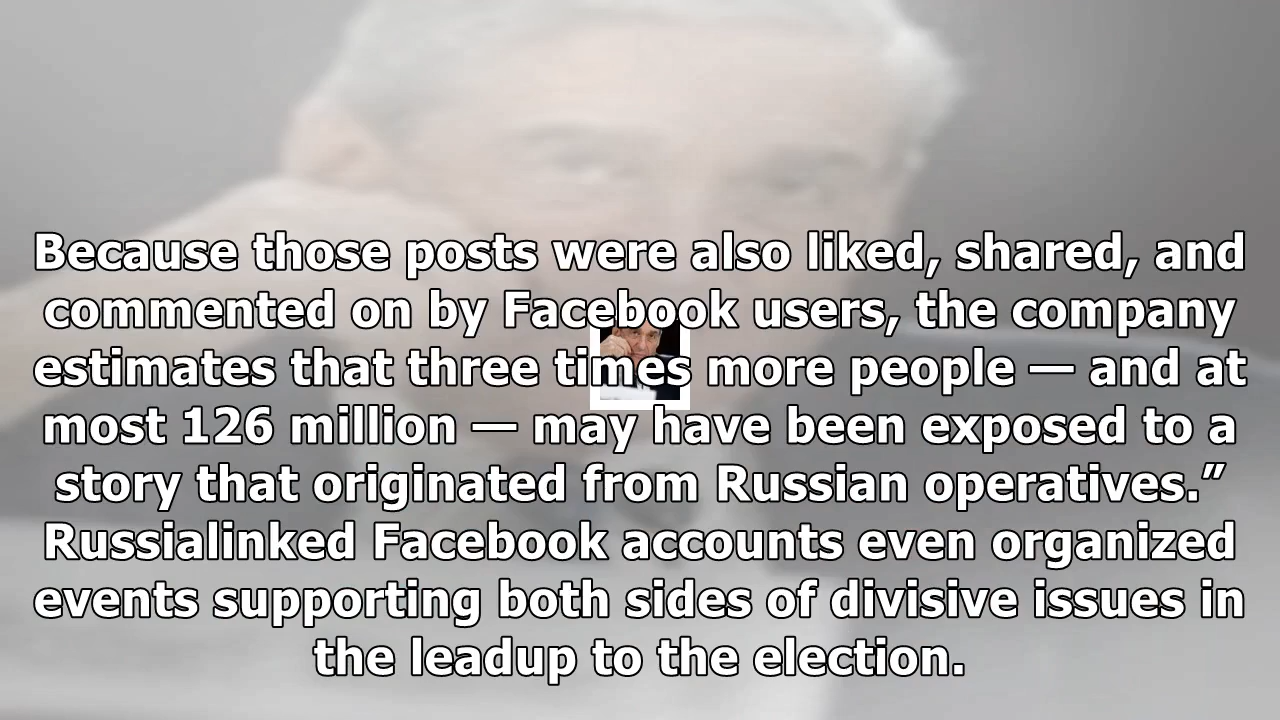 Because those posts were also liked, shared, and
commented on by Facebook users, the company
estimates that three times more people — and at
most 126 million — may have been exposed to a
story that originated from Russian operatives.”
Russialinked Facebook accounts even organized
events supporting both sides of divisive issues in
the leadup to the election.